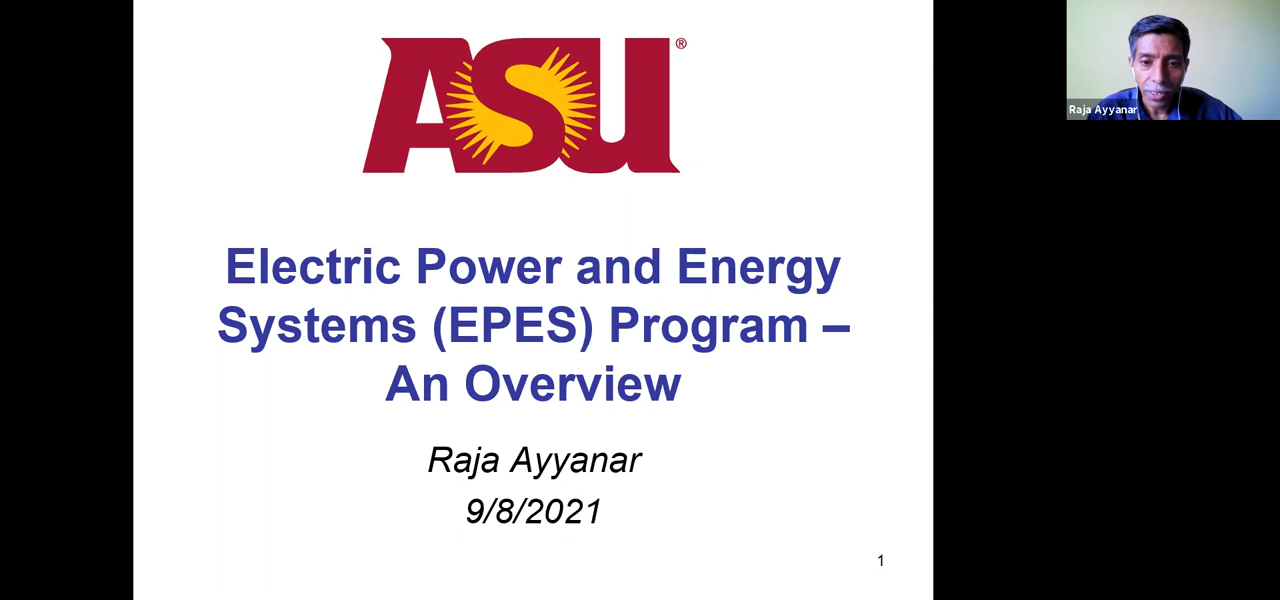 ASU®
Raja Ayyanar
Electric Power and Energy
Systems (EPES) Program –
An Overview
Raja Ayyanar
9/8/2021
1